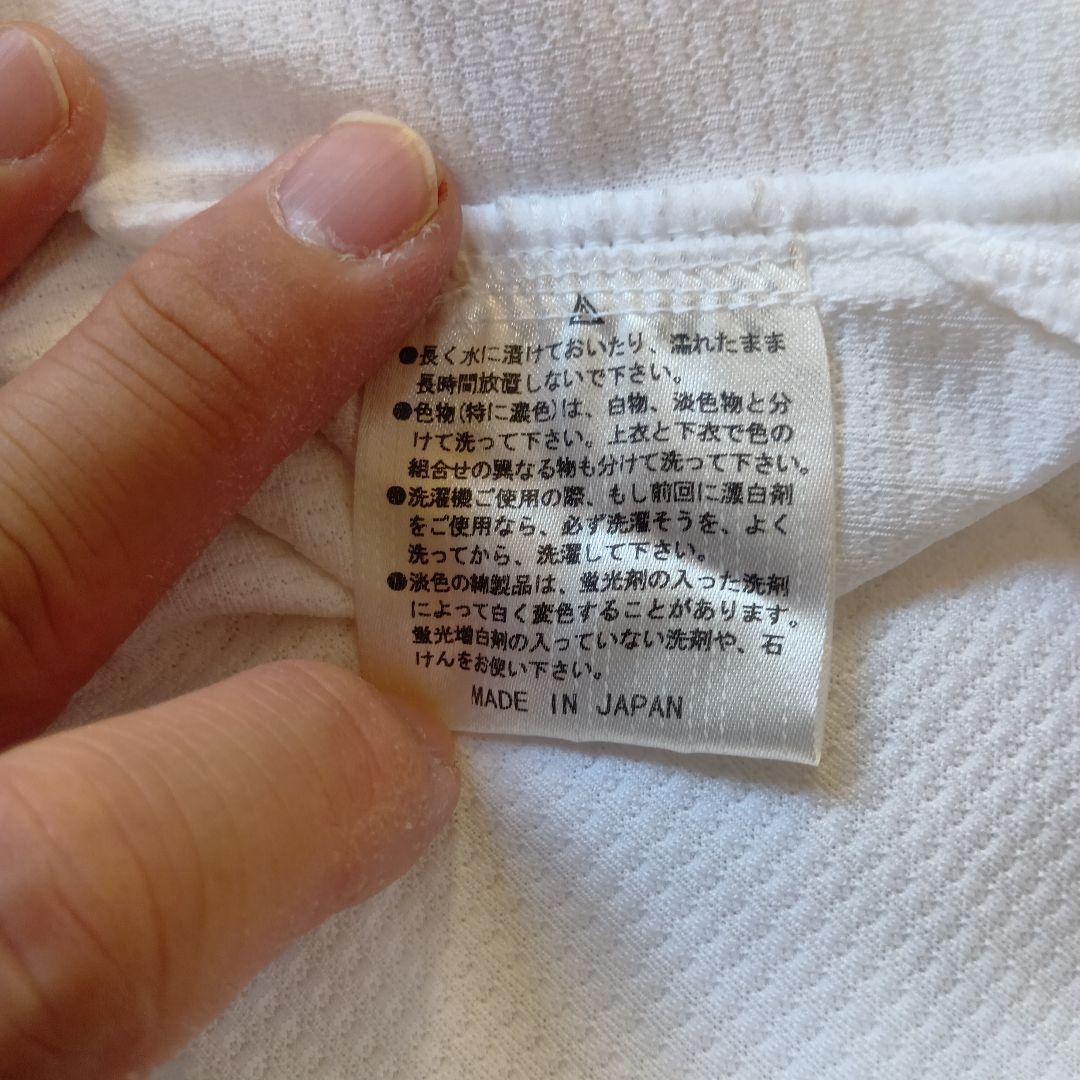 ●長く水に漬けておいたり、濡れたまま
長時間放置しないで下さい。
●色物(特に濃色)は、白物、淡色物と分
けて洗って下さい。上衣と下衣で色の
組合せの異なる物も分けて洗って下さい。
●洗濯機ご使用の際、もし前回に漂白剤
をご使用なら、必ず洗濯そうを、よく
洗ってから、洗濯して下さい。
●淡色の綿製品は、蛍光剤の入った洗剤
によって白く変色することがあります。
蛍光増白剤の入っていない洗剤や、石
けんをお使い下さい。
MADE IN JAPAN